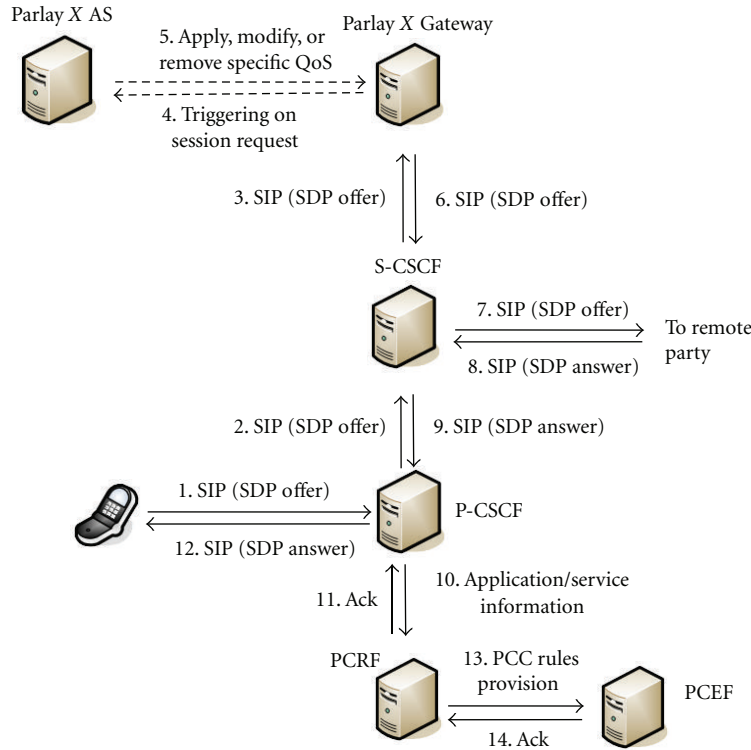 Parlay X AS
5. Apply, modify, or
remove specific QoS
Parlay X Gateway
4. Triggering on
session request
3. SIP (SDP offer)
6. SIP (SDP offer)
S-CSCF
7. SIP (SDP offer)
To remote
party
8. SIP (SDP answer)
2. SIP (SDP offer)
9. SIP (SDP answer)
1. SIP (SDP offer)
P-CSCF
12. SIP (SDP answer)
10. Application/service
information
11. Ack
PCRF
13. PCC rules
provision
PCEF
14. Ack